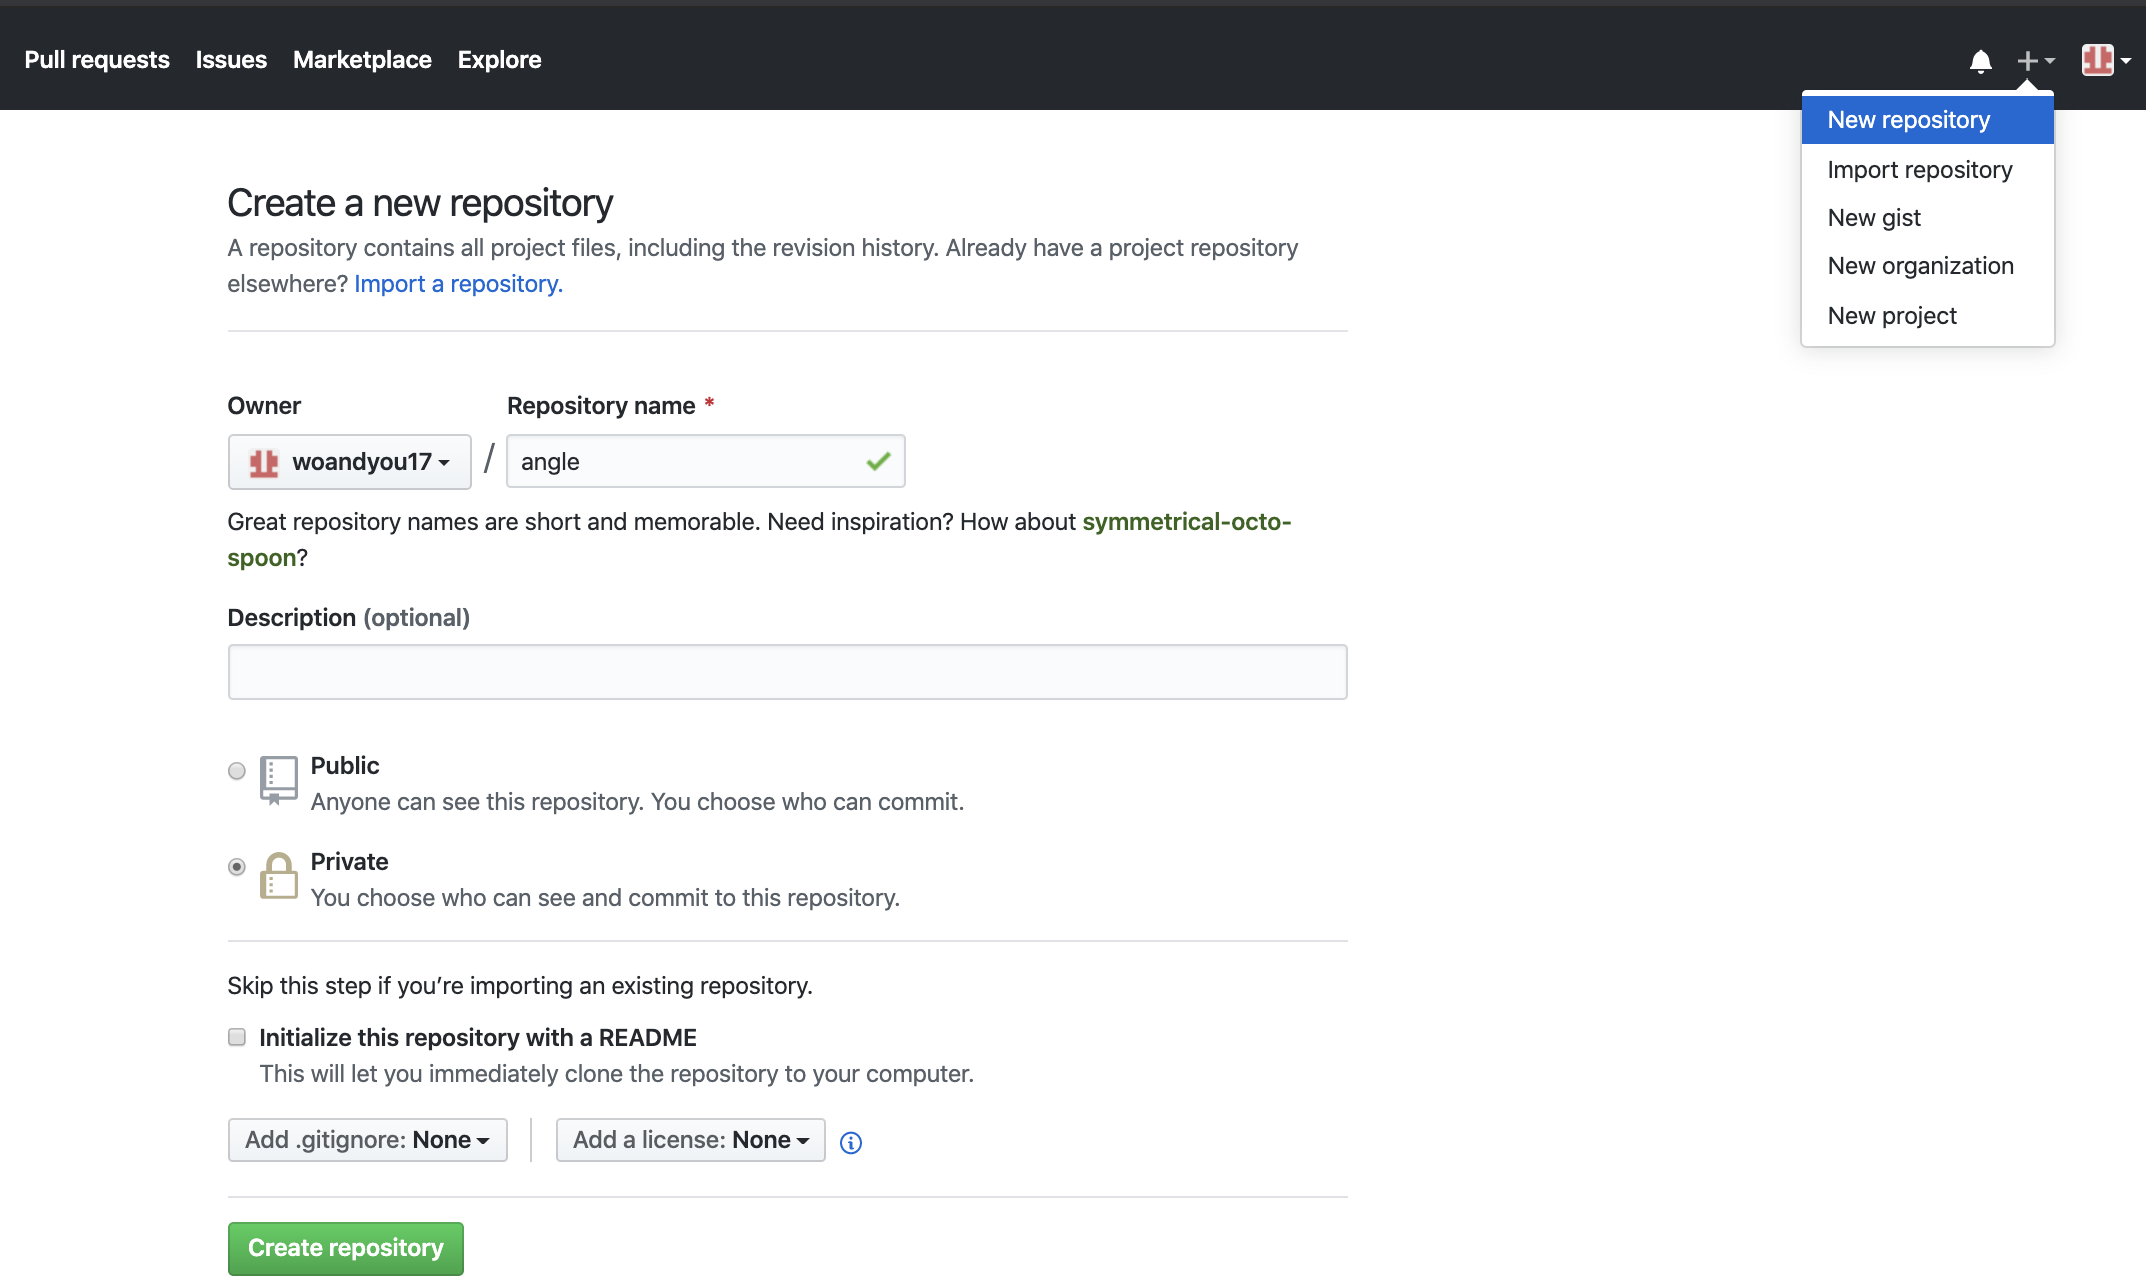 Pull requests Issues Marketplace Explore
New repository
Import repository
New gist
New organization
New project
Create a new repository
A repository contains all project files, including the revision history. Already have a project repository
elsewhere? Import a repository.
Owner
Repository name *
woandyou17 / angle
Great repository names are short and memorable. Need inspiration? How about symmetrical-octo-
spoon?
Description (optional)
Public
Anyone can see this repository. You choose who can commit.
Private
You choose who can see and commit to this repository.
Skip this step if you’re importing an existing repository.
Initialize this repository with a README
This will let you immediately clone the repository to your computer.
Add .gitignore: None
Add a license: None
Create repository